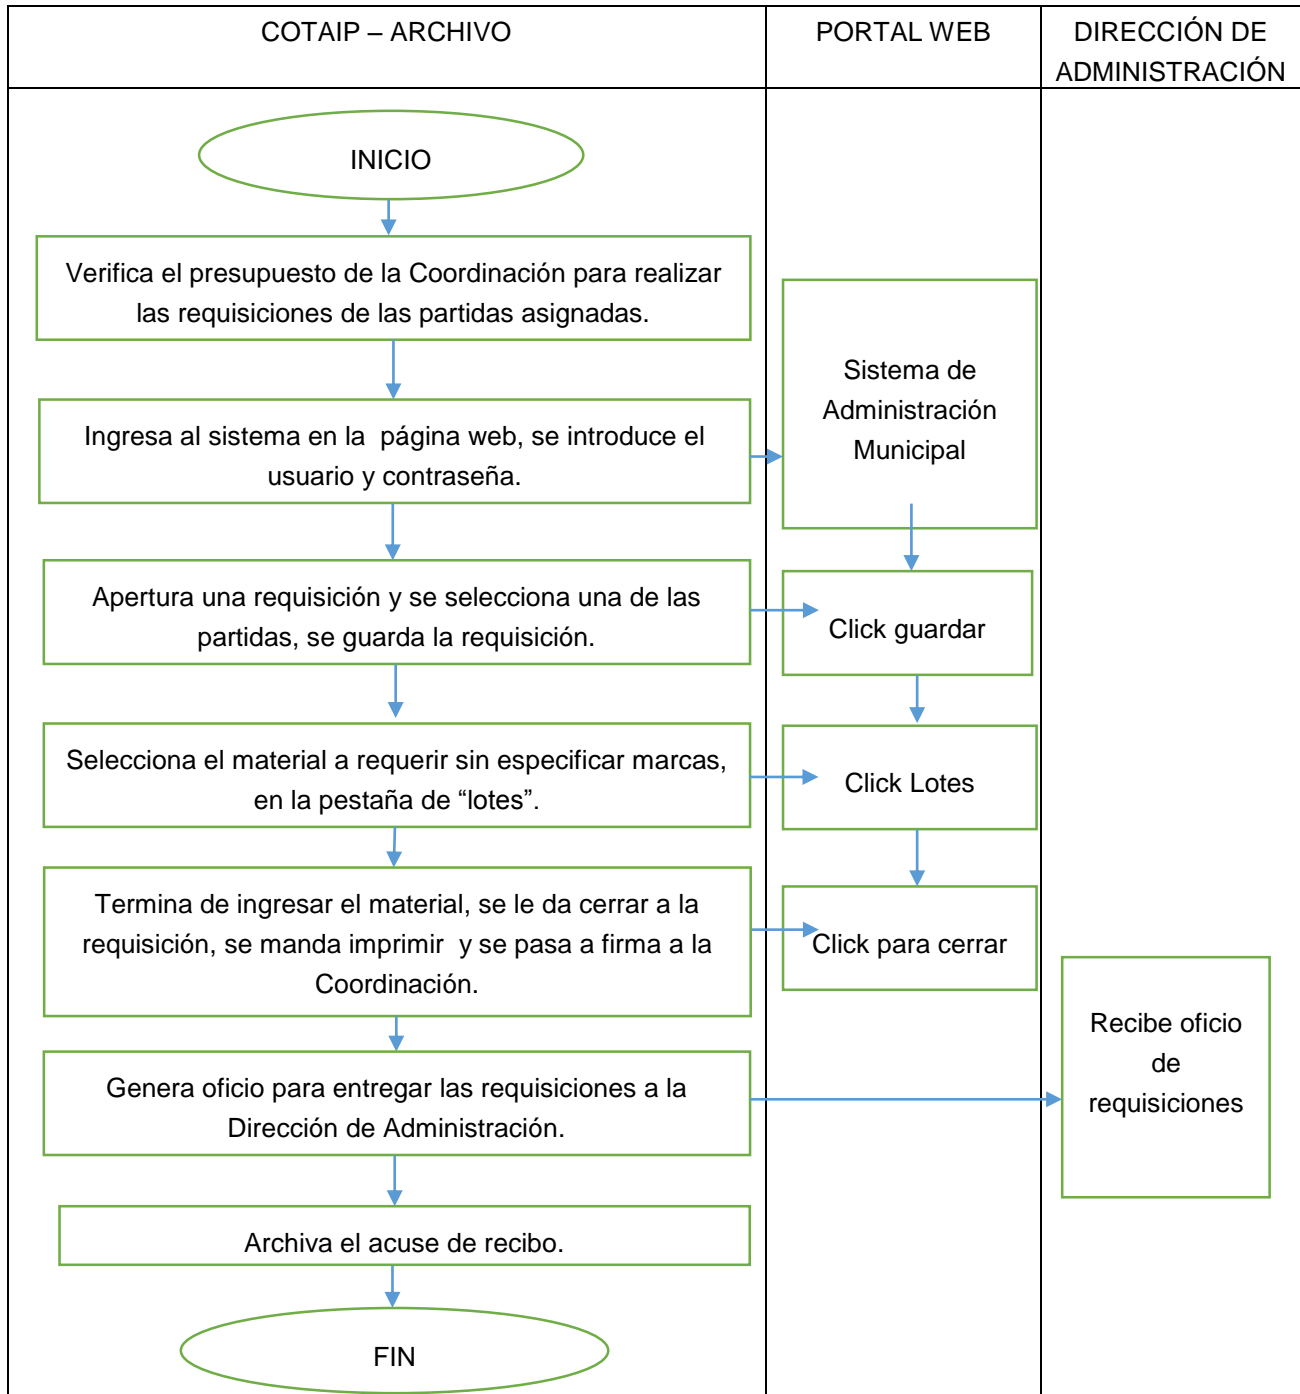 COTAIP – ARCHIVO
PORTAL WEB
DIRECCIÓN DE
ADMINISTRACIÓN
INICIO
Verifica el presupuesto de la Coordinación para realizar
las requisiciones de las partidas asignadas.
Sistema de
Administración
Municipal
Ingresa al sistema en la  página web, se introduce el
usuario y contraseña.
Apertura una requisición y se selecciona una de las
partidas, se guarda la requisición.
Click guardar
Selecciona el material a requerir sin especificar marcas,
en la pestaña de “lotes”.
Click Lotes
Termina de ingresar el material, se le da cerrar a la
requisición, se manda imprimir  y se pasa a firma a la
Coordinación.
Click para cerrar
Recibe oficio
de
requisiciones
Genera oficio para entregar las requisiciones a la
Dirección de Administración.
Archiva el acuse de recibo.
FIN